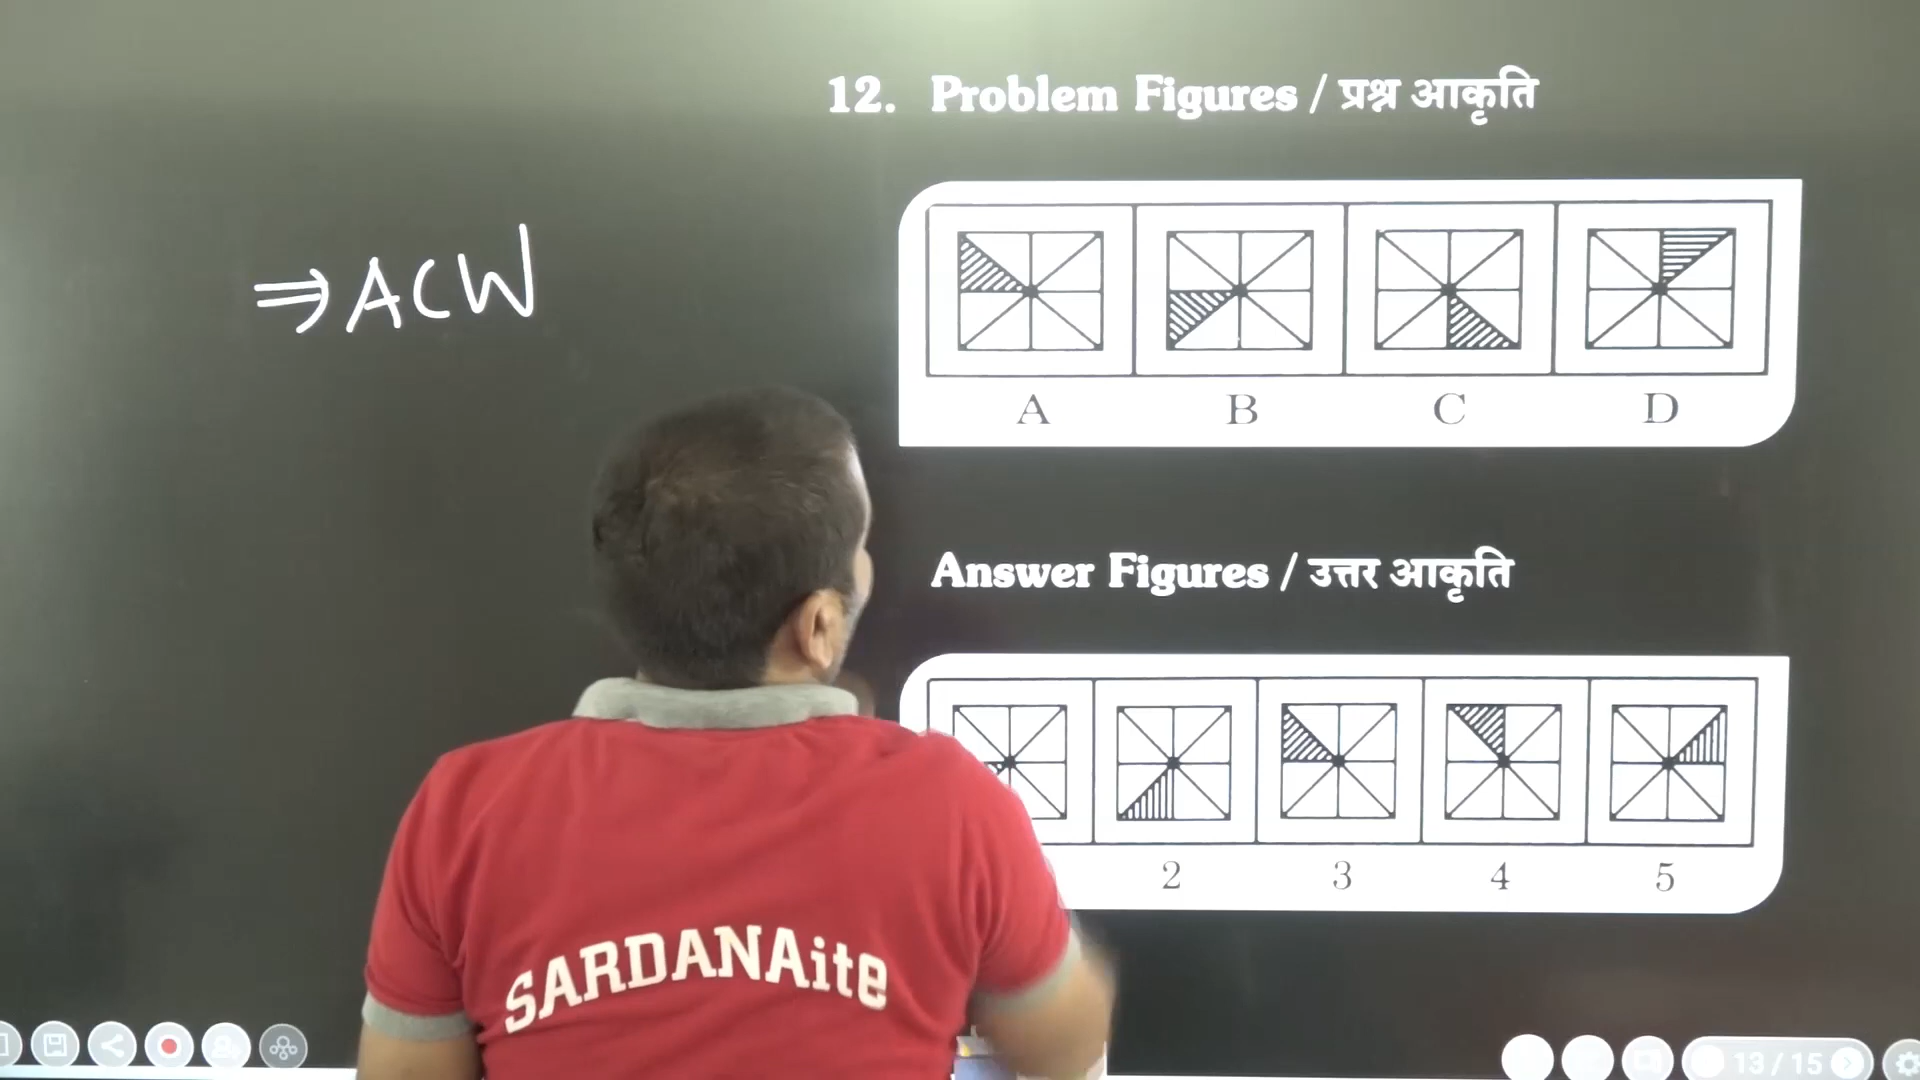 12. Problem Figures / प्रश्न आकृति
⇒ ACW
A B C D
Answer Figures / उत्तर आकृति
2 3 4 5
SARDANAite
13 / 15